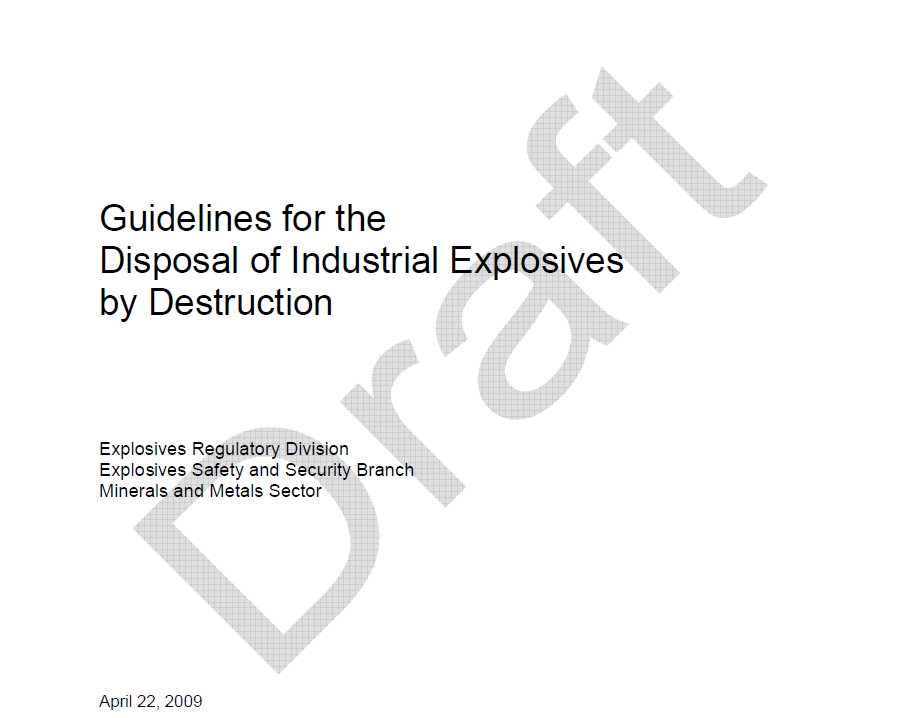 Draft
Guidelines for the
Disposal of Industrial Explosives
by Destruction
Explosives Regulatory Division
Explosives Safety and Security Branch
Minerals and Metals Sector
April 22, 2009